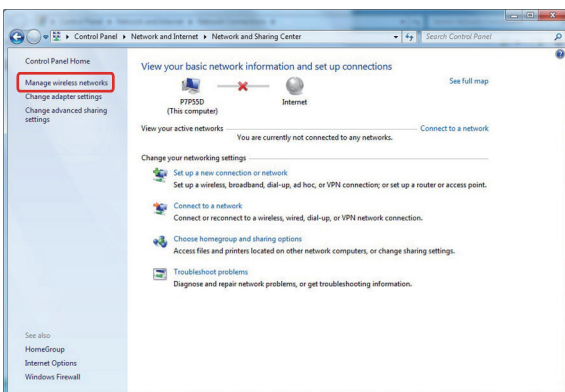 Control Panel ▸ Network and Internet ▸ Network and Sharing Center
Search Control Panel
Control Panel Home
Manage wireless networks
Change adapter settings
Change advanced sharing
settings
View your basic network information and set up connections
See full map
P7P55D
(This computer)
Internet
View your active networks
Connect to a network
You are currently not connected to any networks.
Change your networking settings
Set up a new connection or network
Set up a wireless, broadband, dial-up, ad hoc, or VPN connection; or set up a router or access point.
Connect to a network
Connect or reconnect to a wireless, wired, dial-up, or VPN network connection.
Choose homegroup and sharing options
Access files and printers located on other network computers, or change sharing settings.
Troubleshoot problems
Diagnose and repair network problems, or get troubleshooting information.
See also
HomeGroup
Internet Options
Windows Firewall